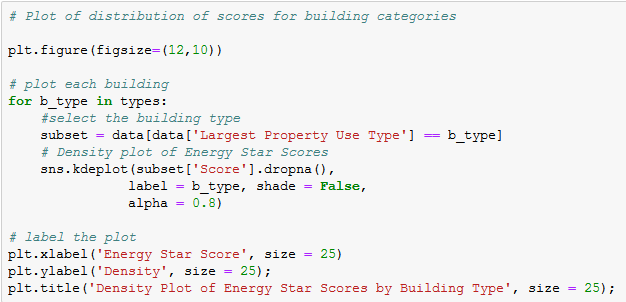 # Plot of distribution of scores for building categories
plt.figure(figsize=(12,10))
# plot each building
for b_type in types:
#select the building type
subset = data[data['Largest Property Use Type'] == b_type]
# Density plot of Energy Star Scores
sns.kdeplot(subset['Score'].dropna(),
label = b_type, shade = False,
alpha = 0.8)
# label the plot
plt.xlabel('Energy Star Score', size = 25)
plt.ylabel('Density', size = 25);
plt.title('Density Plot of Energy Star Scores by Building Type', size = 25);